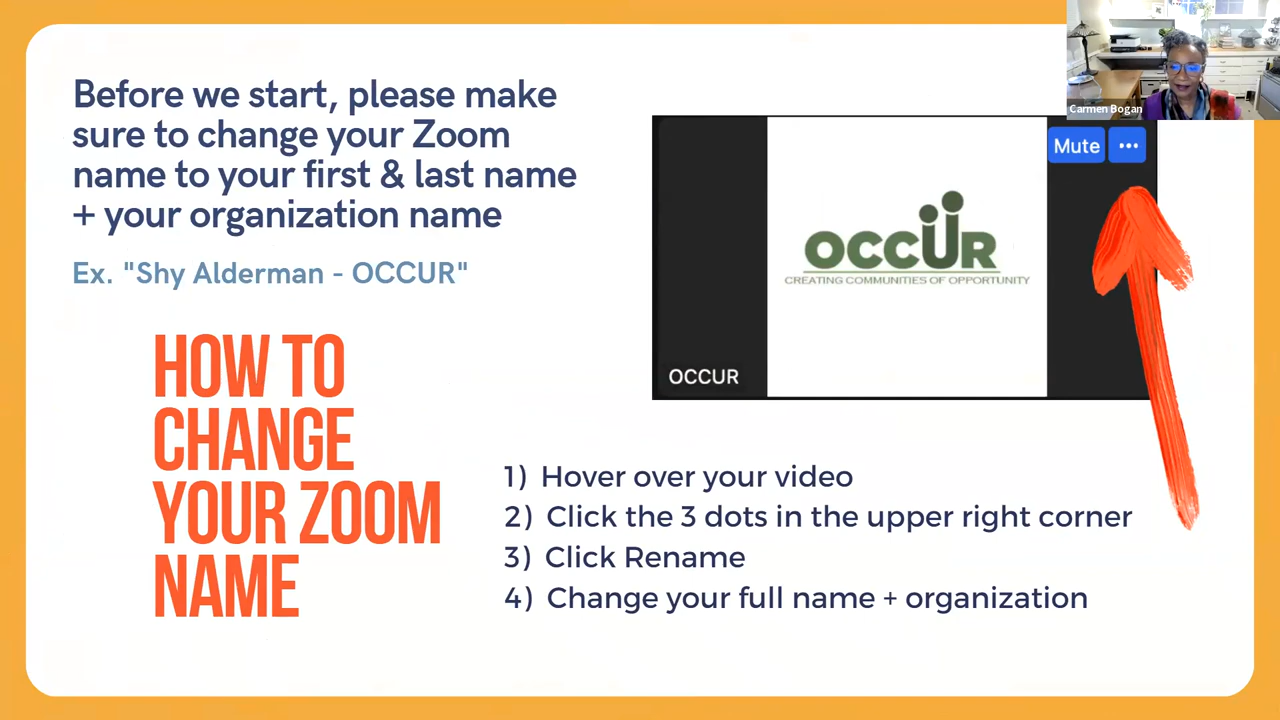 Before we start, please make
sure to change your Zoom
name to your first & last name
+ your organization name
Ex. "Shy Alderman - OCCUR"
HOW TO
CHANGE
YOUR ZOOM
NAME
Carmen Bogan
Mute ...
OCCUR
CREATING COMMUNITIES OF OPPORTUNITY
OCCUR
1) Hover over your video
2) Click the 3 dots in the upper right corner
3) Click Rename
4) Change your full name + organization